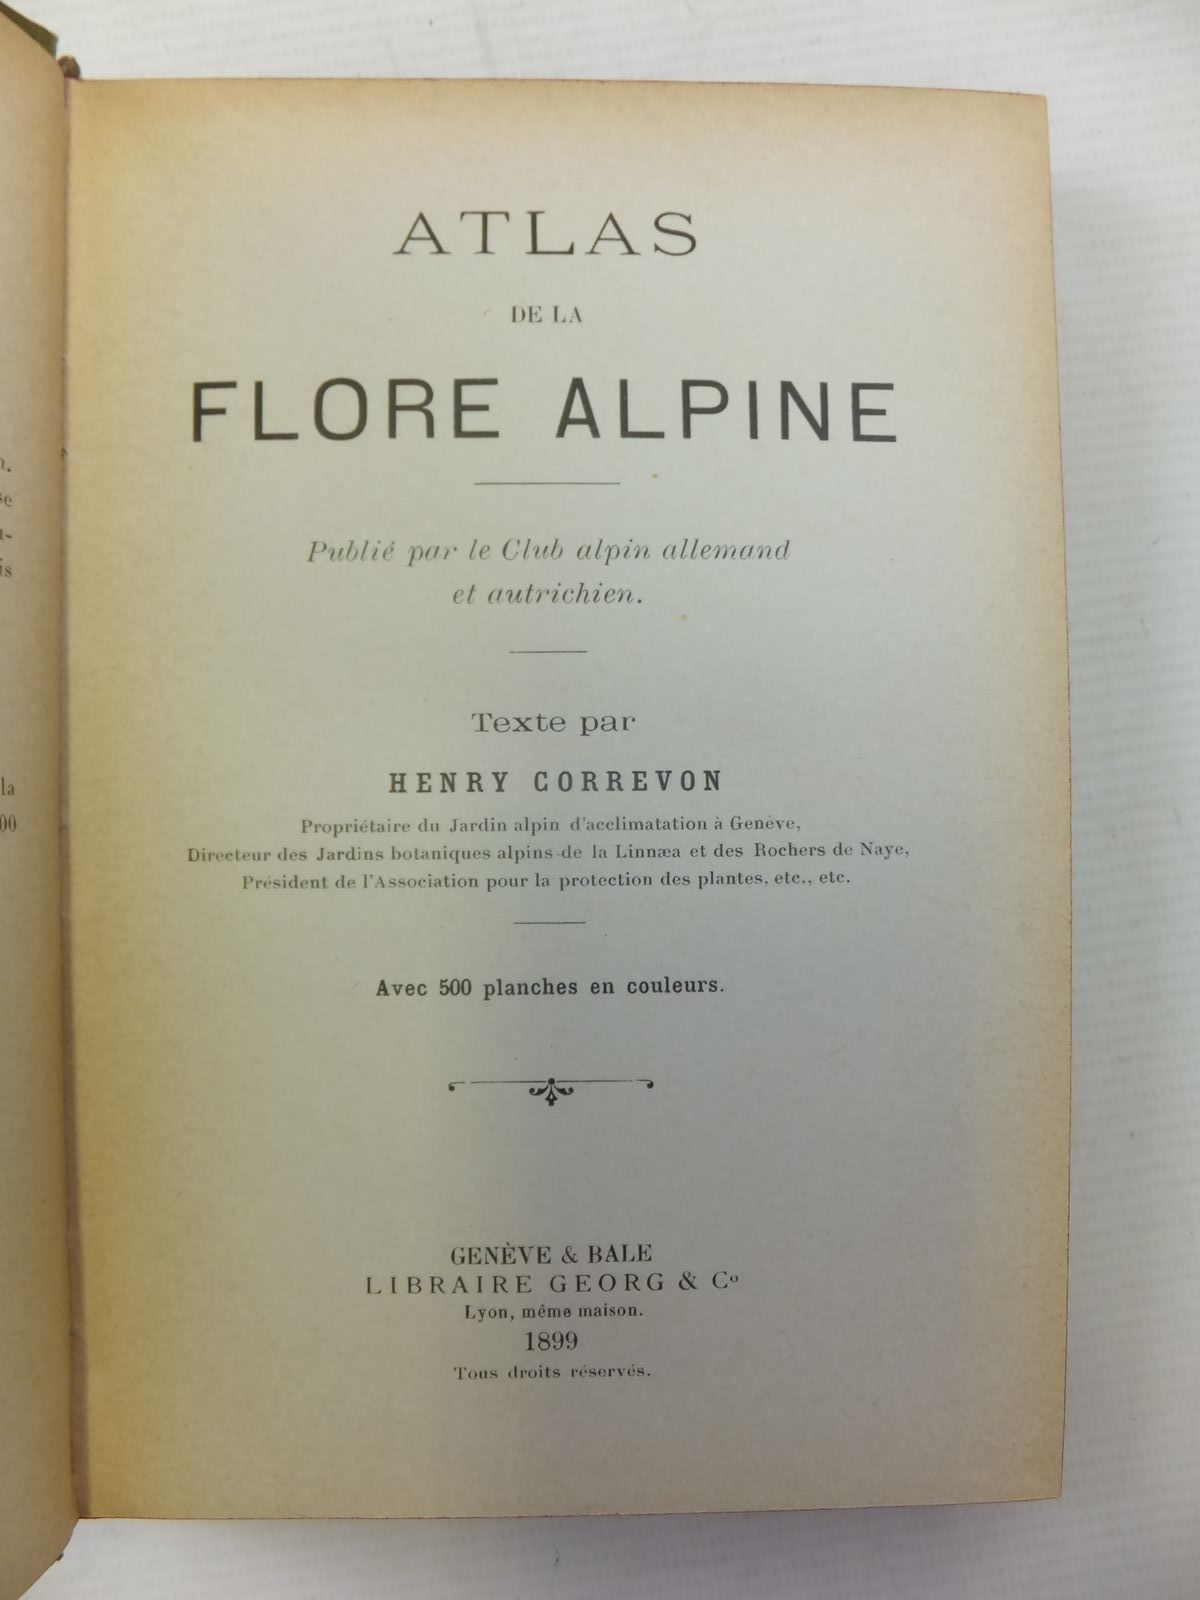 ATLAS
DE LA
FLORE ALPINE
Publié par le Club alpin allemand
et autrichien.
Texte par
HENRY CORREVON
Propriétaire du Jardin alpin d'acclimatation à Genève,
Directeur des Jardins botaniques alpins de la Linnæa et des Rochers de Naye,
Président de l'Association pour la protection des plantes, etc., etc.
Avec 500 planches en couleurs.
GENÈVE & BALE
LIBRAIRE GEORG & Cº
Lyon, même maison.
1899
Tous droits réservés.
is
la
00